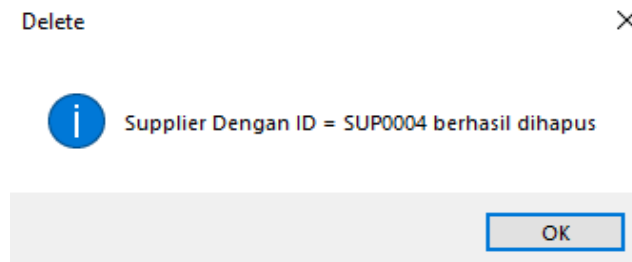 Delete
Supplier Dengan ID = SUP0004 berhasil dihapus
OK